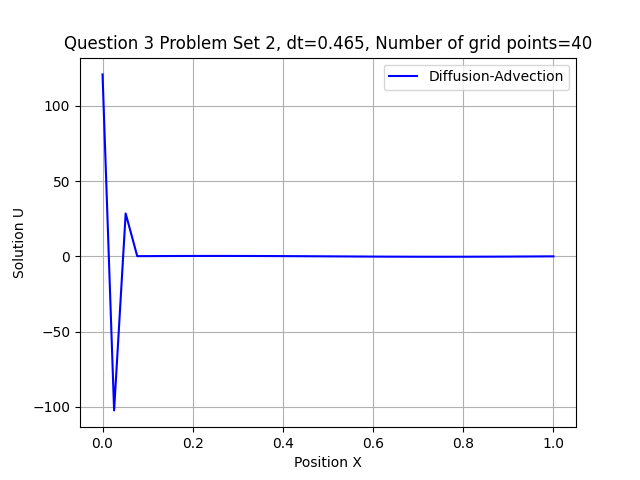 Question 3 Problem Set 2, dt=0.465, Number of grid points=40
Diffusion-Advection
100
50
0
−50
−100
Solution U
0.0 0.2 0.4 0.6 0.8 1.0
Position X